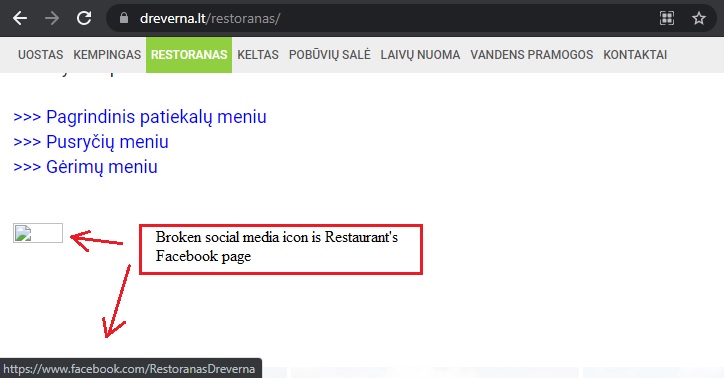 dreverna.lt/restoranas/
UOSTAS KEMPINGAS RESTORANAS KELTAS POBŪVIŲ SALĖ LAIVŲ NUOMA VANDENS PRAMOGOS KONTAKTAI
>>> Pagrindinis patiekalų meniu
>>> Pusryčių meniu
>>> Gėrimų meniu
Broken social media icon is Restaurant's
Facebook page
https://www.facebook.com/RestoranasDreverna